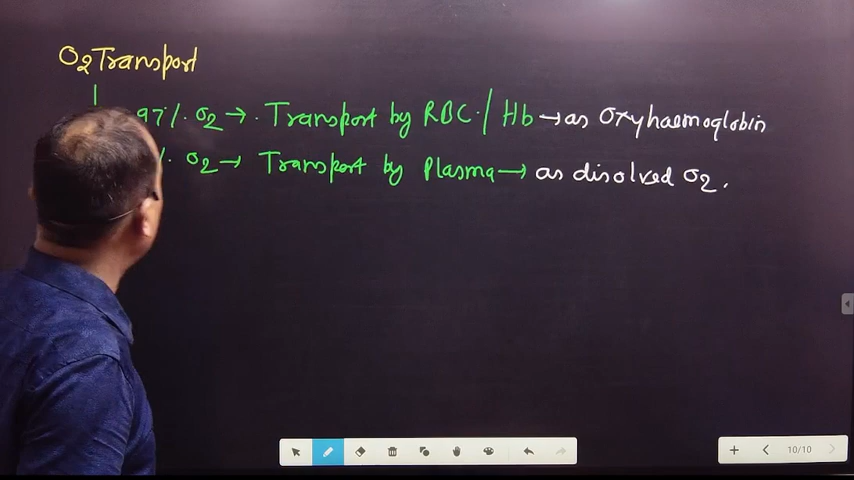 O₂ Transport
97%. O₂ → . Transport by RBC. / Hb → as Oxyhaemoglobin
%. O₂ → Transport by Plasma → as disolved O₂.
10/10